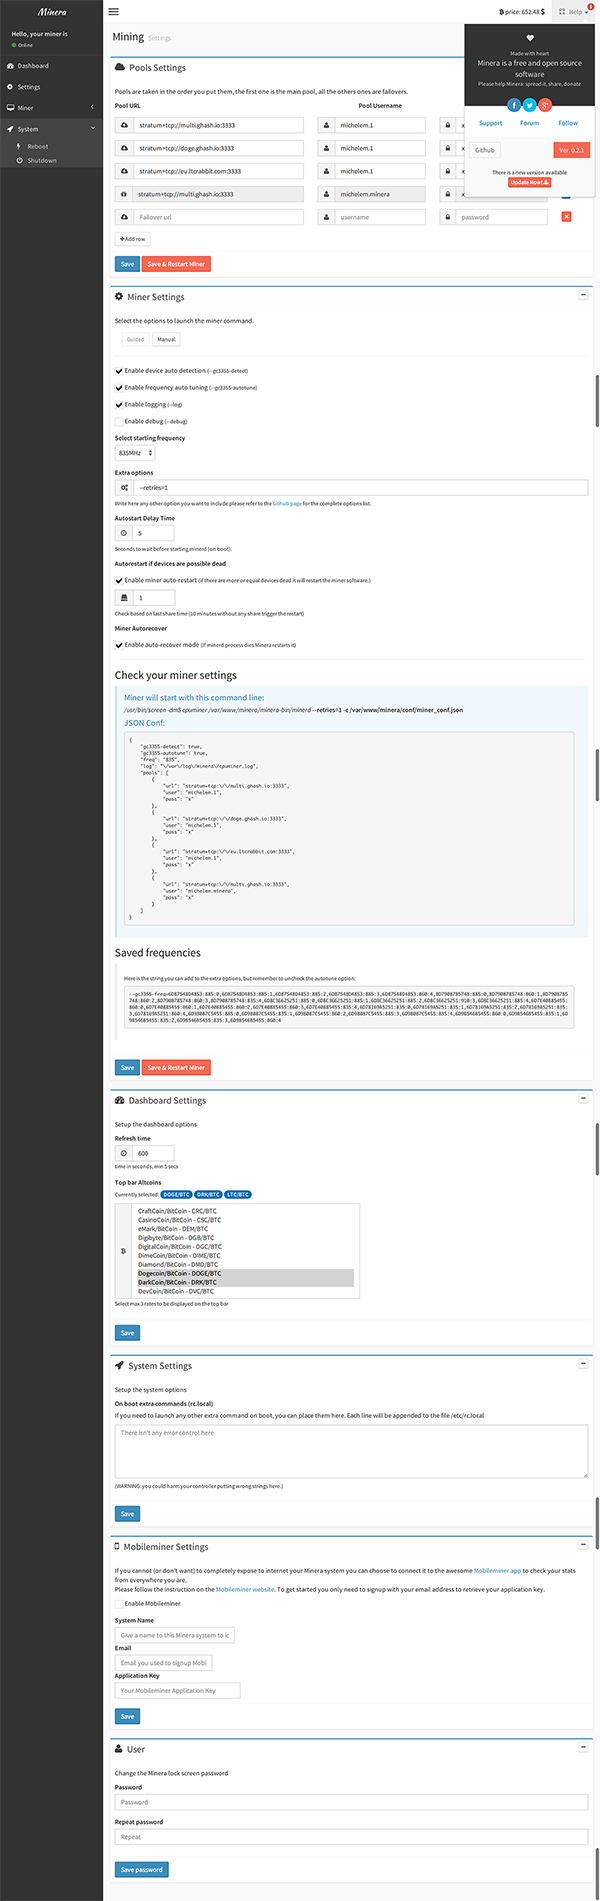 Minera
price: 652.48 $
Help
Hello, your miner is
Online
Dashboard
Settings
Miner
System
Reboot
Shutdown
Made with heart
Minera is a free and open source
software
Please help Minera: spread it, share, donate
Support Forum Follow
Github
Ver. 0.2.1
There is a new version available
Update Now!
Mining Settings
Pools Settings
Pools are taken in the order you put them, the first one is the main pool, all the others ones are failovers.
Pool URL Pool Username
stratum+tcp://multi.ghash.io:3333 michelem.1 x
stratum+tcp://doge.ghash.io:3333 michelem.1 x
stratum+tcp://eu.ltcrabbit.com:3333 michelem.1 x
stratum+tcp://multi.ghash.io:3333 michelem.minera x
Failover url username password
+Add row
Save Save & Restart Miner
Miner Settings
Select the options to launch the miner command.
Guided Manual
Enable device auto detection (--gc3355-detect)
Enable frequency auto tuning (--gc3355-autotune)
Enable logging (--log)
Enable debug (--debug)
Select starting frequency
835MHz
Extra options
--retries=1
Write here any other option you want to include please refer to the Github page for the complete options list.
Autostart Delay Time
5
Seconds to wait before starting minerd (on boot).
Autorestart if devices are possible dead
Enable miner auto-restart (if there are more or equal devices dead it will restart the miner software.)
1
Check based on last share time (10 minutes without any share trigger the restart)
Miner Autorecover
Enable auto-recover mode (if minerd process dies Minera restarts it)
Check your miner settings
Miner will start with this command line:
/usr/bin/screen -dmS cpuminer /var/www/minera/minera-bin/minerd --retries=1 -c /var/www/minera/conf/miner_conf.json
JSON Conf:
{
"gc3355-detect": true,
"gc3355-autotune": true,
"freq": "835",
"log": "\/var\/log\/minera\/cpuminer.log",
"pools": [
{
"url": "stratum+tcp:\/\/multi.ghash.io:3333",
"user": "michelem.1",
"pass": "x"
},
{
"url": "stratum+tcp:\/\/doge.ghash.io:3333",
"user": "michelem.1",
"pass": "x"
},
{
"url": "stratum+tcp:\/\/eu.ltcrabbit.com:3333",
"user": "michelem.1",
"pass": "x"
},
{
"url": "stratum+tcp:\/\/multi.ghash.io:3333",
"user": "michelem.minera",
"pass": "x"
}
]
}
Saved frequencies
Here is the string you can add to the extra options, but remember to uncheck the autotune option:
Save Save & Restart Miner
Dashboard Settings
Setup the dashboard options
Refresh time
600
time in seconds, min 5 secs
Top bar Altcoins
Currently selected: DOGE/BTC DRK/BTC LTC/BTC
CraftCoin/BitCoin - CRC/BTC
CasinoCoin/BitCoin - CSC/BTC
eMark/BitCoin - DEM/BTC
Digibyte/BitCoin - DGB/BTC
DigitalCoin/BitCoin - DGC/BTC
DimeCoin/BitCoin - DIME/BTC
Diamond/BitCoin - DMD/BTC
Dogecoin/BitCoin - DOGE/BTC
DarkCoin/BitCoin - DRK/BTC
DevCoin/BitCoin - DVC/BTC
Select max 3 rates to be displayed on the top bar
Save
System Settings
Setup the system options
On boot extra commands (rc.local)
If you need to launch any other extra command on boot, you can place them here. Each line will be appended to the file /etc/rc.local
There isn't any error control here
(WARNING: you could harm your controller putting wrong strings here.)
Save
Mobileminer Settings
If you cannot (or don't want) to completely expose to internet your Minera system you can choose to connect it to the awesome Mobileminer app to check your stats
from everywhere you are.
Please follow the instruction on the Mobileminer website. To get started you only need to signup with your email address to retrieve your application key.
Enable Mobileminer
System Name
Give a name to this Minera system to ic
Email
Email you used to signup Mobi
Application Key
Your Mobileminer Application Key
Save
User
Change the Minera lock screen password
Password
Password
Repeat password
Repeat
Save password